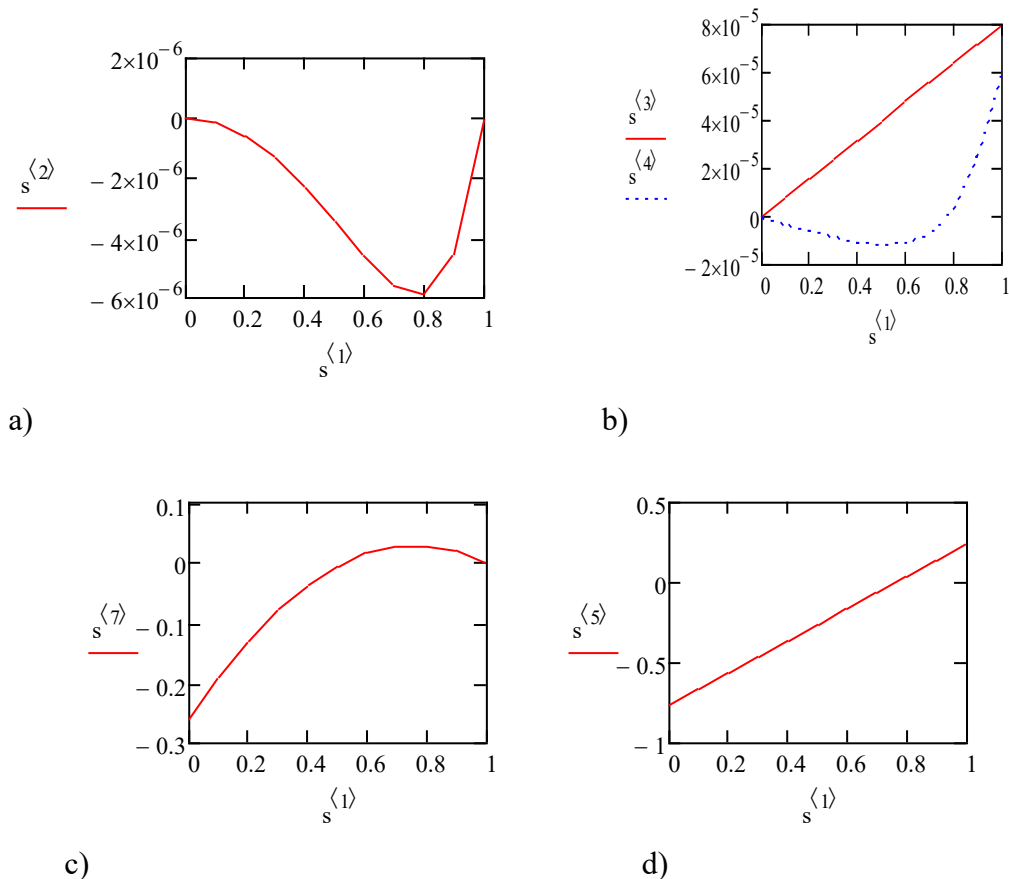 2×10⁻⁶
0
− 2×10⁻⁶
− 4×10⁻⁶
− 6×10⁻⁶
s⟨2⟩
0 0.2 0.4 0.6 0.8 1
s⟨1⟩
a)
8×10⁻⁵
6×10⁻⁵
4×10⁻⁵
2×10⁻⁵
0
− 2×10⁻⁵
s⟨3⟩
s⟨4⟩
0 0.2 0.4 0.6 0.8 1
s⟨1⟩
b)
0.1
0
− 0.1
− 0.2
− 0.3
s⟨7⟩
0 0.2 0.4 0.6 0.8 1
s⟨1⟩
c)
0.5
0
− 0.5
− 1
s⟨5⟩
0 0.2 0.4 0.6 0.8 1
s⟨1⟩
d)